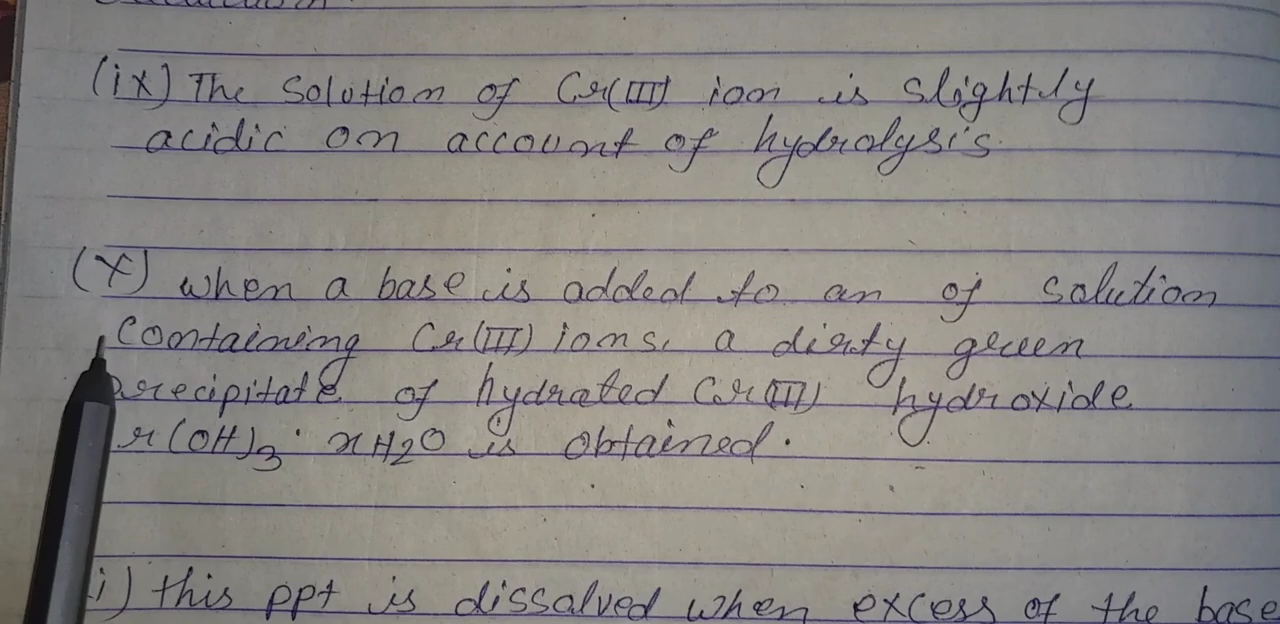 (ix) The Solution of Cr(III) ion is slightly
acidic on account of hydrolysis.
(X) when a base is added to an of solution
containing Cr(III) ions, a dirty green
precipitate of hydrated Cr(III) hydroxide
r(OH)3· xH2O is obtained.
i) this ppt is dissolved when excess of the base